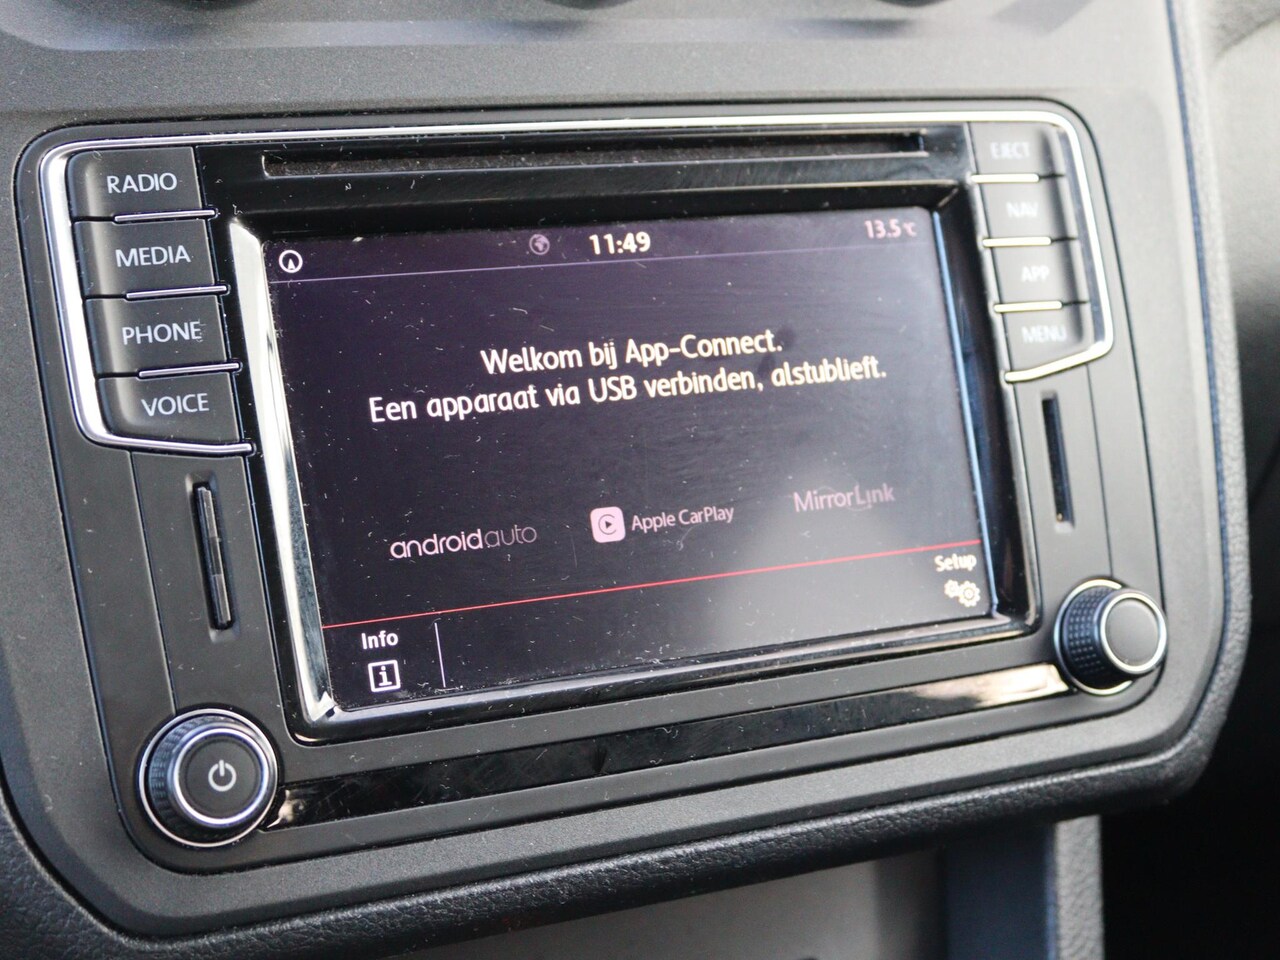 RADIO
MEDIA
PHONE
VOICE
EJECT
NAV
APP
MENU
11:49
13.5°C
Welkom bij App-Connect.
Een apparaat via USB verbinden, alstublieft.
androidauto
Apple CarPlay
MirrorLink
Setup
Info
i